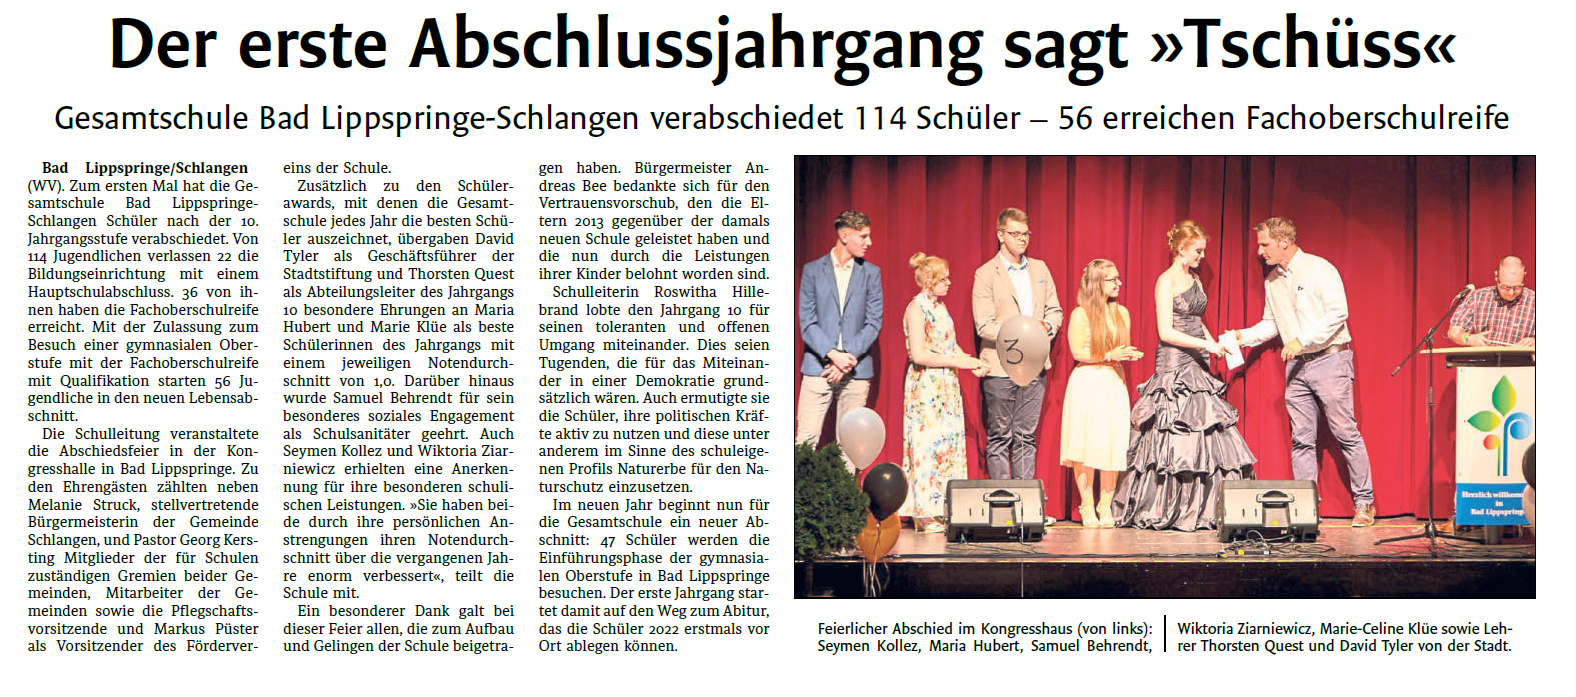 Der erste Abschlussjahrgang sagt »Tschüss«
Gesamtschule Bad Lippspringe-Schlangen verabschiedet 114 Schüler – 56 erreichen Fachoberschulreife
Bad Lippspringe/Schlangen
(WV). Zum ersten Mal hat die Ge-
samtschule Bad Lippspringe-
Schlangen Schüler nach der 10.
Jahrgangsstufe verabschiedet. Von
114 Jugendlichen verlassen 22 die
Bildungseinrichtung mit einem
Hauptschulabschluss. 36 von ih-
nen haben die Fachoberschulreife
erreicht. Mit der Zulassung zum
Besuch einer gymnasialen Ober-
stufe mit der Fachoberschulreife
mit Qualifikation starten 56 Ju-
gendliche in den neuen Lebensab-
schnitt.
Die Schulleitung veranstaltete
die Abschiedsfeier in der Kon-
gresshalle in Bad Lippspringe. Zu
den Ehrengästen zählten neben
Melanie Struck, stellvertretende
Bürgermeisterin der Gemeinde
Schlangen, und Pastor Georg Kers-
ting Mitglieder der für Schulen
zuständigen Gremien beider Ge-
meinden, Mitarbeiter der Ge-
meinden sowie die Pflegschafts-
vorsitzende und Markus Püster
als Vorsitzender des Förderver-
eins der Schule.
Zusätzlich zu den Schüler-
awards, mit denen die Gesamt-
schule jedes Jahr die besten Schü-
ler auszeichnet, übergaben David
Tyler als Geschäftsführer der
Stadtstiftung und Thorsten Quest
als Abteilungsleiter des Jahrgangs
10 besondere Ehrungen an Maria
Hubert und Marie Klüe als beste
Schülerinnen des Jahrgangs mit
einem jeweiligen Notendurch-
schnitt von 1,0. Darüber hinaus
wurde Samuel Behrendt für sein
besonderes soziales Engagement
als Schulsanitäter geehrt. Auch
Seymen Kollez und Wiktoria Ziar-
niewicz erhielten eine Anerken-
nung für ihre besonderen schuli-
schen Leistungen. »Sie haben bei-
de durch ihre persönlichen An-
strengungen ihren Notendurch-
schnitt über die vergangenen Jah-
re enorm verbessert«, teilt die
Schule mit.
Ein besonderer Dank galt bei
dieser Feier allen, die zum Aufbau
und Gelingen der Schule beigetra-
gen haben. Bürgermeister An-
dreas Bee bedankte sich für den
Vertrauensvorschub, den die El-
tern 2013 gegenüber der damals
neuen Schule geleistet haben und
die nun durch die Leistungen
ihrer Kinder belohnt worden sind.
Schulleiterin Roswitha Hille-
brand lobte den Jahrgang 10 für
seinen toleranten und offenen
Umgang miteinander. Dies seien
Tugenden, die für das Miteinan-
der in einer Demokratie grund-
sätzlich wären. Auch ermutigte sie
die Schüler, ihre politischen Kräf-
te aktiv zu nutzen und diese unter
anderem im Sinne des schuleige-
nen Profils Naturerbe für den Na-
turschutz einzusetzen.
Im neuen Jahr beginnt nun für
die Gesamtschule ein neuer Ab-
schnitt: 47 Schüler werden die
Einführungsphase der gymnasia-
len Oberstufe in Bad Lippspringe
besuchen. Der erste Jahrgang star-
tet damit auf den Weg zum Abitur,
das die Schüler 2022 erstmals vor
Ort ablegen können.
3
Herzlich willkomm
in
Bad Lippspring
Feierlicher Abschied im Kongresshaus (von links):
Seymen Kollez, Maria Hubert, Samuel Behrendt,
Wiktoria Ziarniewicz, Marie-Celine Klüe sowie Leh-
rer Thorsten Quest und David Tyler von der Stadt.